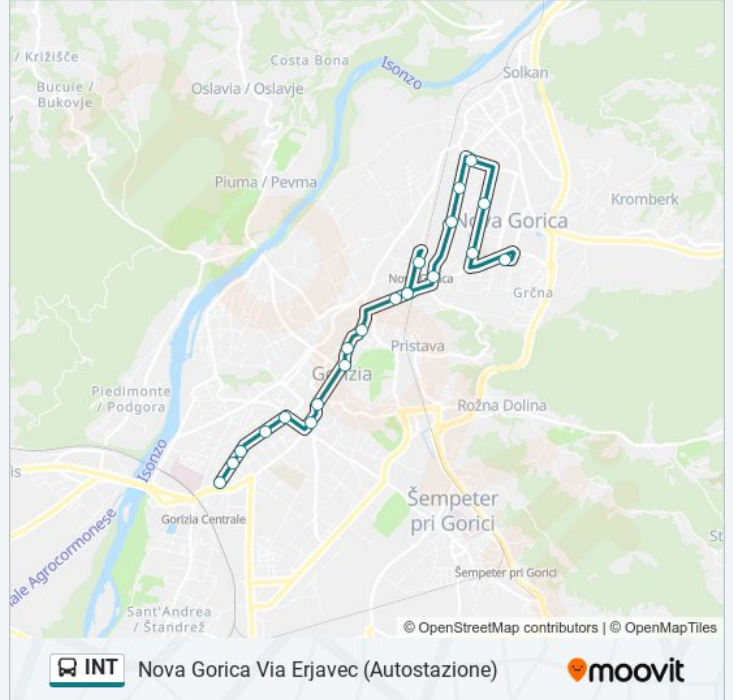 / Križišče
Costa Bona
Isonzo
Solkan
Bucuie /
Bukovje
Oslavia / Oslavje
Piuma / Pevma
Kromberk
Nova Gorica
Nova Gorica
Grčna
Pristava
Gorizia
Piedimonte
/ Podgora
Rožna Dolina
Isonzo
Šempeter
pri Gorici
Gorizia Centrale
ale Agrocormonese
Šempeter pri Gorici
Sant'Andrea
/ Štandrež
© OpenStreetMap contributors | © OpenMapTiles
INT Nova Gorica Via Erjavec (Autostazione) moovit